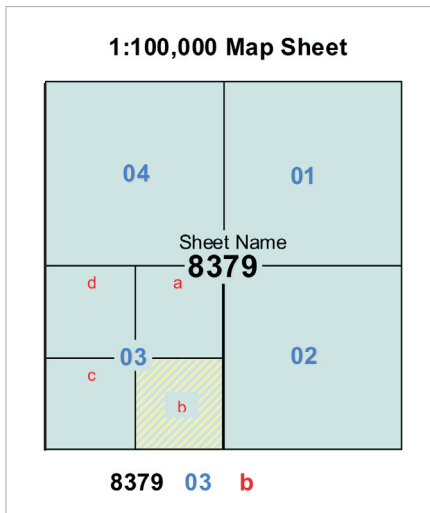 1:100,000 Map Sheet
04 01
Sheet Name
8379
d a
03 02
c
b
8379 03 b